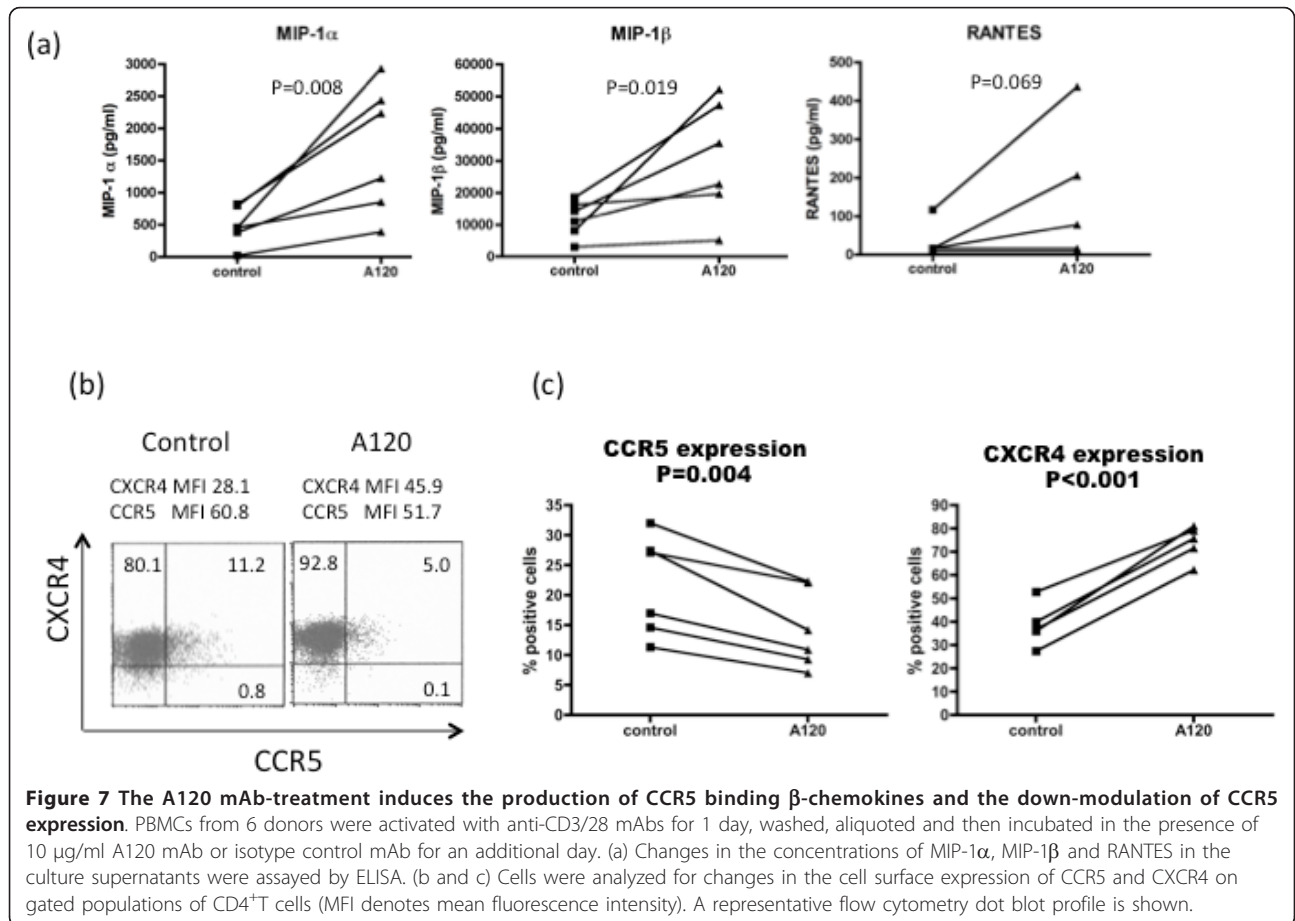 (a)
MIP-1α
MIP-1β
RANTES
P=0.008
P=0.019
P=0.069
MIP-1 α (pg/ml)
3000
2500
2000
1500
1000
500
0
control
A120
MIP-1β (pg/ml)
60000
50000
40000
30000
20000
10000
0
control
A120
RANTES (pg/ml)
500
400
300
200
100
0
control
A120
(b)
Control
A120
CXCR4 MFI 28.1
CCR5 MFI 60.8
CXCR4 MFI 45.9
CCR5 MFI 51.7
80.1
11.2
0.8
92.8
5.0
0.1
CXCR4
CCR5
(c)
CCR5 expression
P=0.004
% positive cells
35
30
25
20
15
10
5
0
control
A120
CXCR4 expression
P<0.001
% positive cells
90
80
70
60
50
40
30
20
10
0
control
A120
Figure 7 The A120 mAb-treatment induces the production of CCR5 binding β-chemokines and the down-modulation of CCR5
expression. PBMCs from 6 donors were activated with anti-CD3/28 mAbs for 1 day, washed, aliquoted and then incubated in the presence of
10 μg/ml A120 mAb or isotype control mAb for an additional day. (a) Changes in the concentrations of MIP-1α, MIP-1β and RANTES in the
culture supernatants were assayed by ELISA. (b and c) Cells were analyzed for changes in the cell surface expression of CCR5 and CXCR4 on
gated populations of CD4⁺T cells (MFI denotes mean fluorescence intensity). A representative flow cytometry dot blot profile is shown.